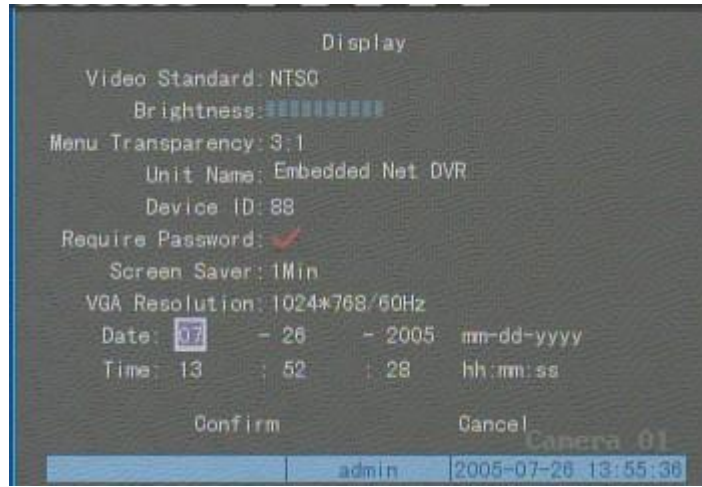 Display
Video Standard: NTSC
Brightness:
Menu Transparency: 3:1
Unit Name: Embedded Net DVR
Device ID: 88
Require Password: ✓
Screen Saver: 1Min
VGA Resolution: 1024*768/60Hz
Date: 07 - 26 - 2005 mm-dd-yyyy
Time: 13 : 52 : 28 hh:mm:ss
Confirm Cancel
Camera 01
admin 2005-07-26 13:55:36